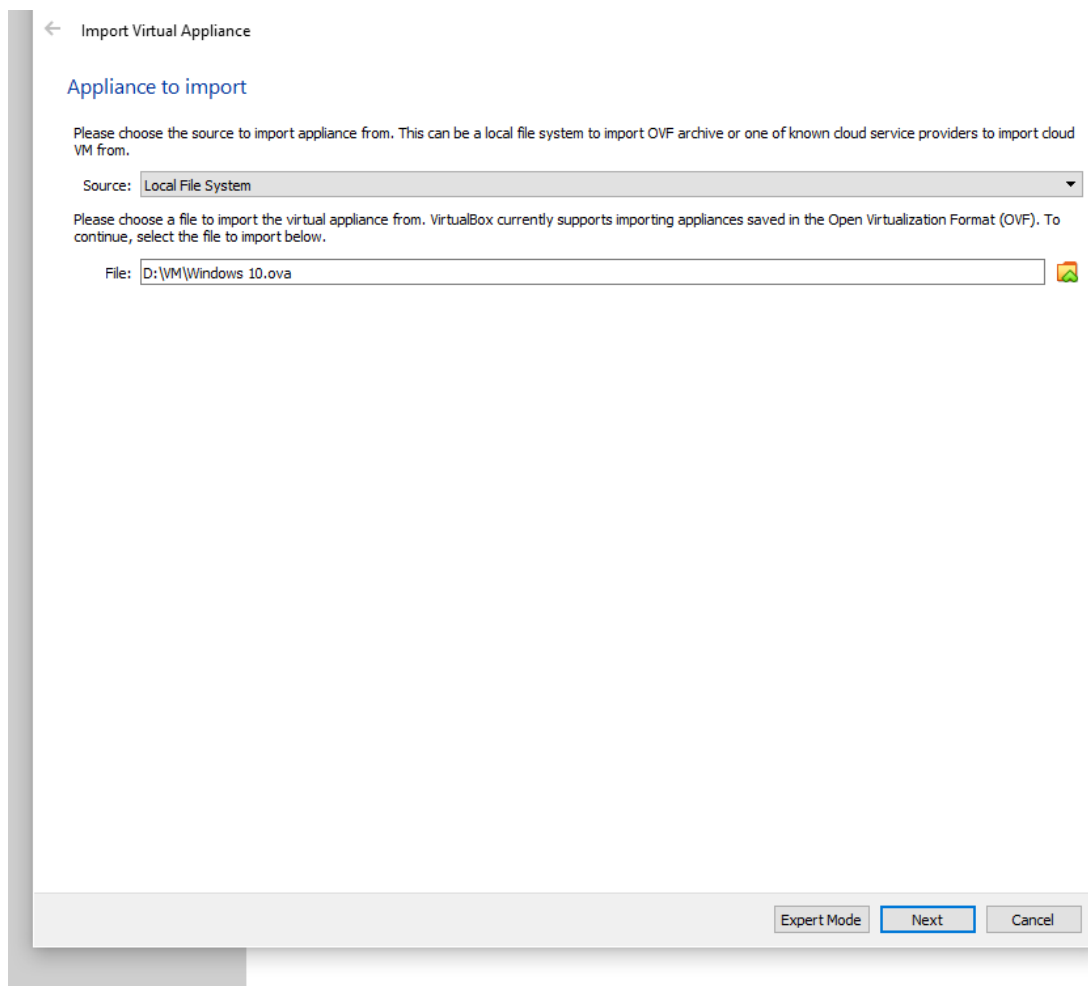 Import Virtual Appliance
Appliance to import
Please choose the source to import appliance from. This can be a local file system to import OVF archive or one of known cloud service providers to import cloud
VM from.
Source: Local File System
Please choose a file to import the virtual appliance from. VirtualBox currently supports importing appliances saved in the Open Virtualization Format (OVF). To
continue, select the file to import below.
File: D:\VM\Windows 10.ova
Expert Mode Next Cancel